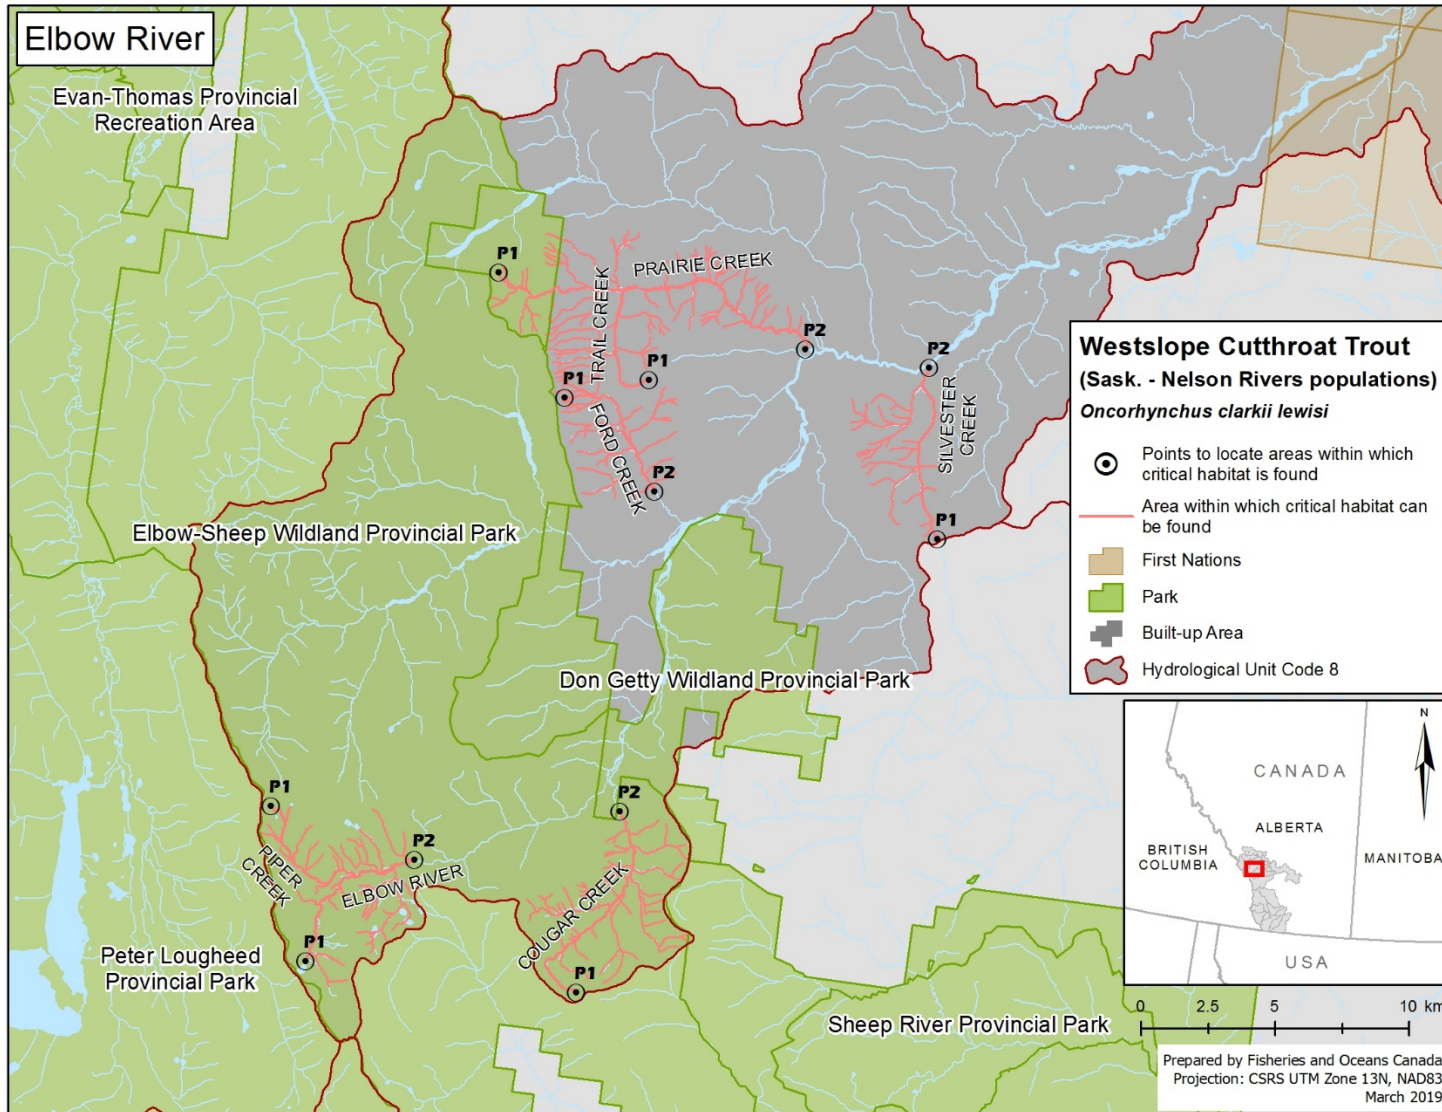 Elbow River
Evan-Thomas Provincial
Recreation Area
P1
PRAIRIE CREEK
TRAIL CREEK
P2
P1
P2
P1
FORD CREEK
SILVESTER
CREEK
P2
P1
Elbow-Sheep Wildland Provincial Park
Don Getty Wildland Provincial Park
P1
P2
P2
PIPER
CREEK
ELBOW RIVER
COUGAR CREEK
P1
P1
Peter Lougheed
Provincial Park
Sheep River Provincial Park
Westslope Cutthroat Trout
(Sask. - Nelson Rivers populations)
Oncorhynchus clarkii lewisi
Points to locate areas within which
critical habitat is found
Area within which critical habitat can
be found
First Nations
Park
Built-up Area
Hydrological Unit Code 8
N
CANADA
ALBERTA
BRITISH
COLUMBIA
MANITOBA
USA
0 2.5 5 10 km
Prepared by Fisheries and Oceans Canada
Projection: CSRS UTM Zone 13N, NAD83
March 2019